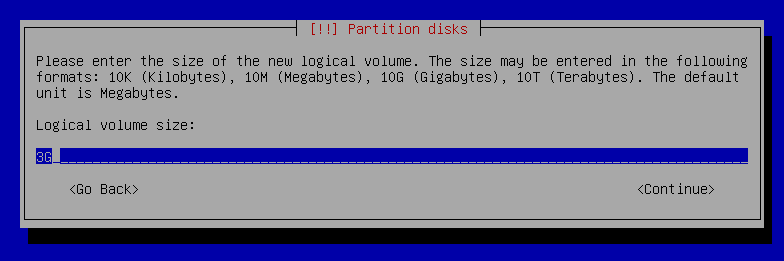 [!!] Partition disks
Please enter the size of the new logical volume. The size may be entered in the following
formats: 10K (Kilobytes), 10M (Megabytes), 10G (Gigabytes), 10T (Terabytes). The default
unit is Megabytes.
Logical volume size:
3G
<Go Back> <Continue>